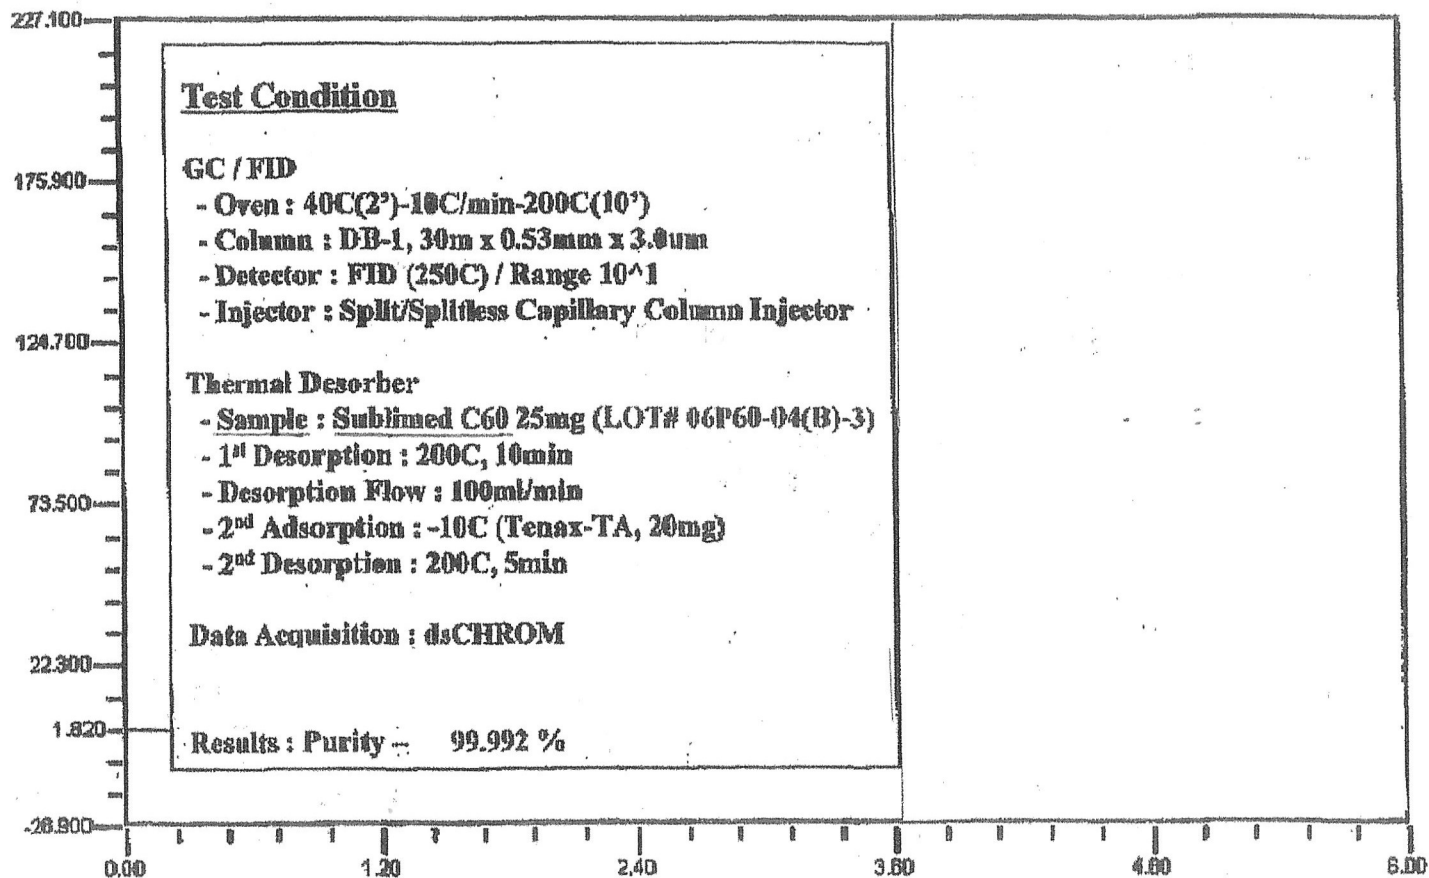 227.100
175.900
124.700
73.500
22.300
1.820
-28.900
Test Condition
GC / FID
- Oven : 40C(2')-10C/min-200C(10')
- Column : DB-1, 30m x 0.53mm x 3.0um
- Detector : FID (250C) / Range 10^1
- Injector : Split/Splitless Capillary Column Injector
Thermal Desorber
- Sample : Sublimed C60 25mg (LOT# 06P60-04(B)-3)
- 1st Desorption : 200C, 10min
- Desorption Flow : 100ml/min
- 2nd Adsorption : -10C (Tenax-TA, 20mg)
- 2nd Desorption : 200C, 5min
Data Acquisition : dsCHROM
Results : Purity – 99.992 %
0.00 1.20 2.40 3.60 4.80 6.00